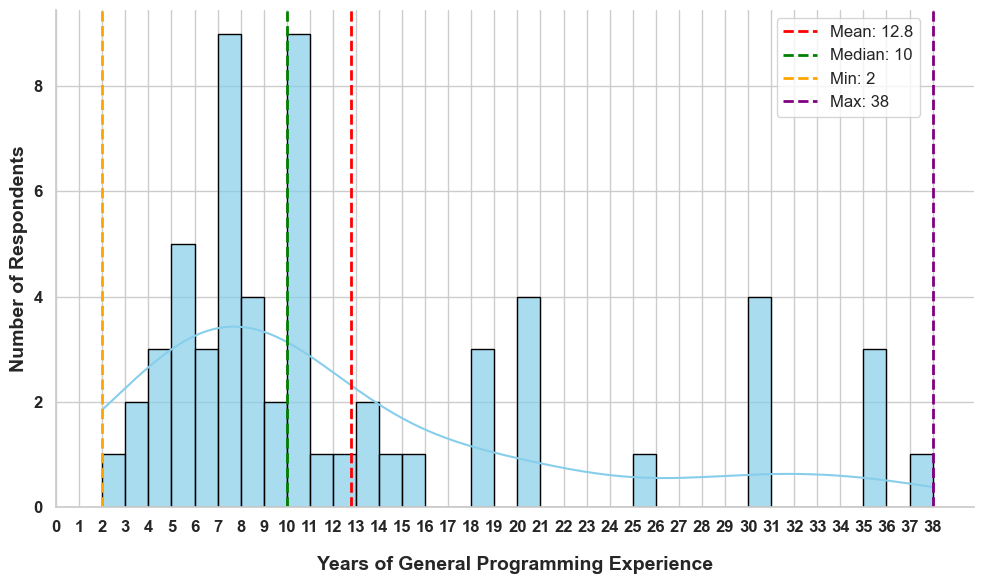 Mean: 12.8
Median: 10
Min: 2
Max: 38
Number of Respondents
8
6
4
2
0
0 1 2 3 4 5 6 7 8 9 10 11 12 13 14 15 16 17 18 19 20 21 22 23 24 25 26 27 28 29 30 31 32 33 34 35 36 37 38
Years of General Programming Experience